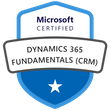 Microsoft
CERTIFIED
DYNAMICS 365
FUNDAMENTALS (CRM)